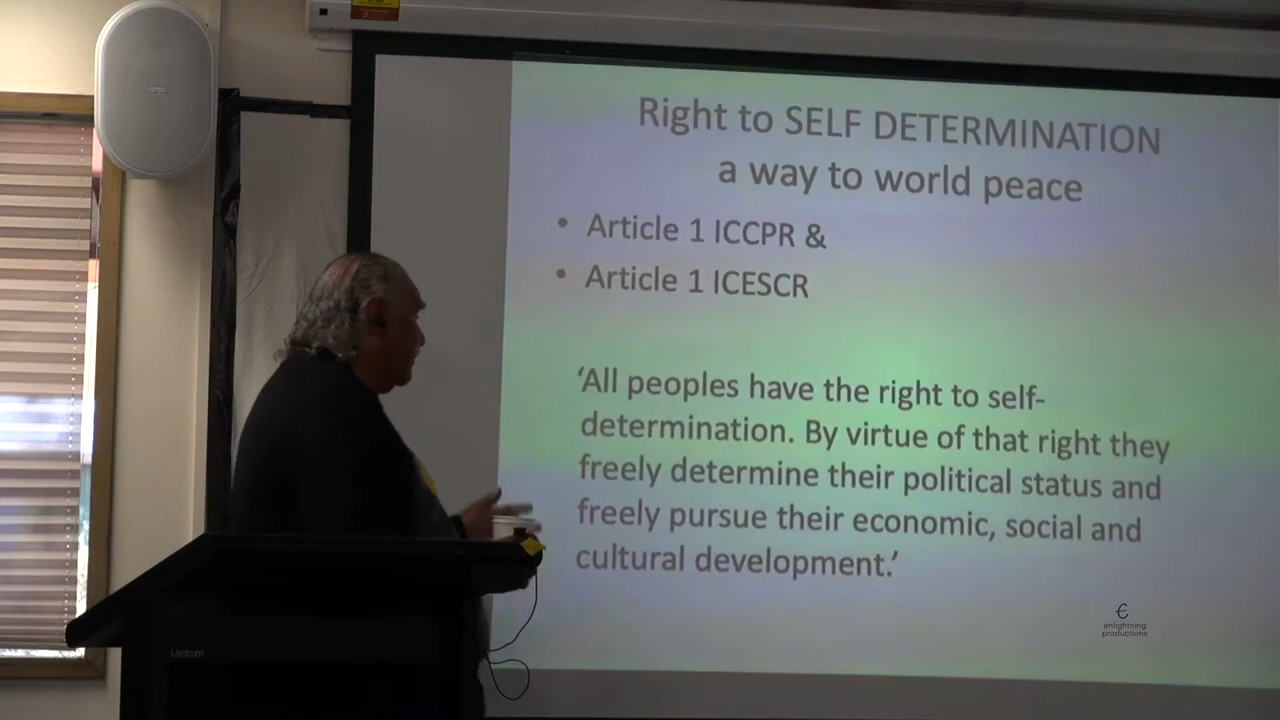 Right to SELF DETERMINATION
a way to world peace
• Article 1 ICCPR &
• Article 1 ICESCR
‘All peoples have the right to self-
determination. By virtue of that right they
freely determine their political status and
freely pursue their economic, social and
cultural development.’
enlightning
productions
Lectrum